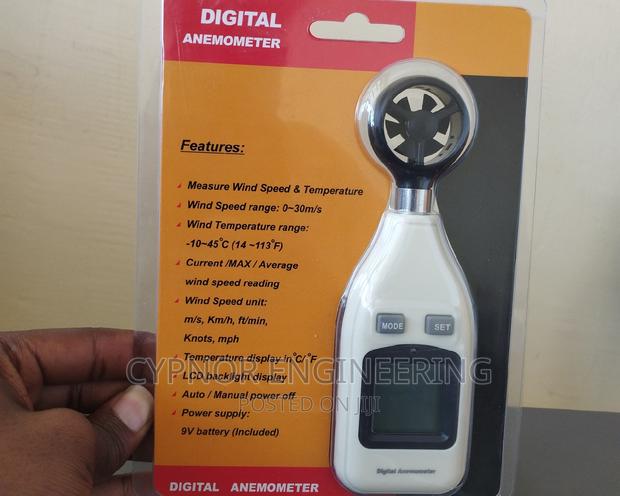 DIGITAL
ANEMOMETER
Features:
Measure Wind Speed & Temperature
Wind Speed range: 0~30m/s
Wind Temperature range:
-10~45°C (14 ~113°F)
Current /MAX / Average
wind speed reading
Wind Speed unit:
m/s, Km/h, ft/min,
Knots, mph
Temperature display in°C/°F
LCD backlight display
Auto / Manual power off
Power supply:
9V battery (Included)
DIGITAL ANEMOMETER
MODE
SET
Digital Anemometer
CYPNOR ENGINEERING
POSTED ON JIJI